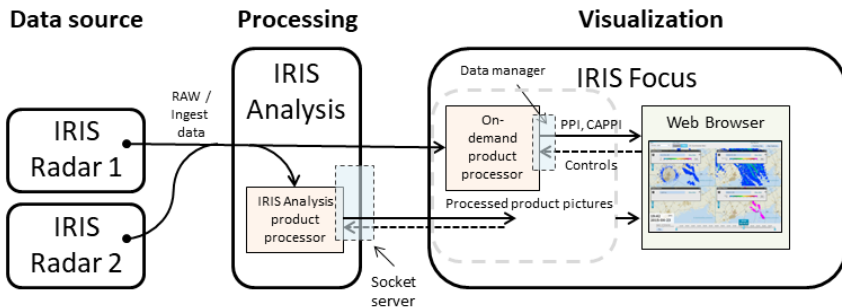 Data source
Processing
Visualization
IRIS
Radar 1
IRIS
Radar 2
RAW /
Ingest
data
IRIS
Analysis
IRIS Analysis
product
processor
Socket
server
Data manager
IRIS Focus
On-
demand
product
processor
PPI, CAPPI
Controls
Processed product pictures
Web Browser